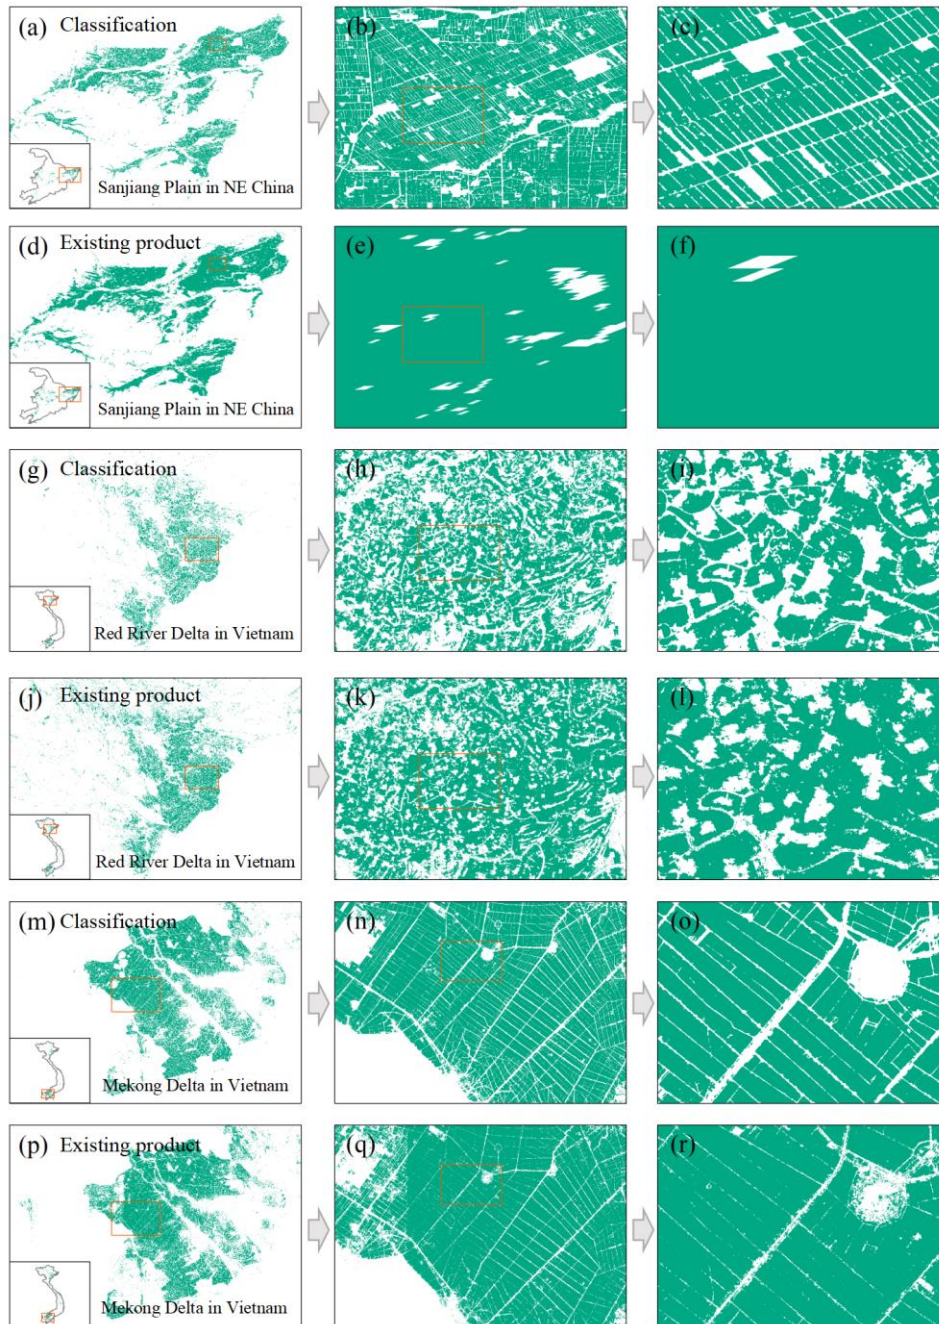 (a) Classification
Sanjiang Plain in NE China
(b)
(c)
(d) Existing product
Sanjiang Plain in NE China
(e)
(f)
(g) Classification
Red River Delta in Vietnam
(h)
(i)
(j) Existing product
Red River Delta in Vietnam
(k)
(l)
(m) Classification
Mekong Delta in Vietnam
(n)
(o)
(p) Existing product
Mekong Delta in Vietnam
(q)
(r)